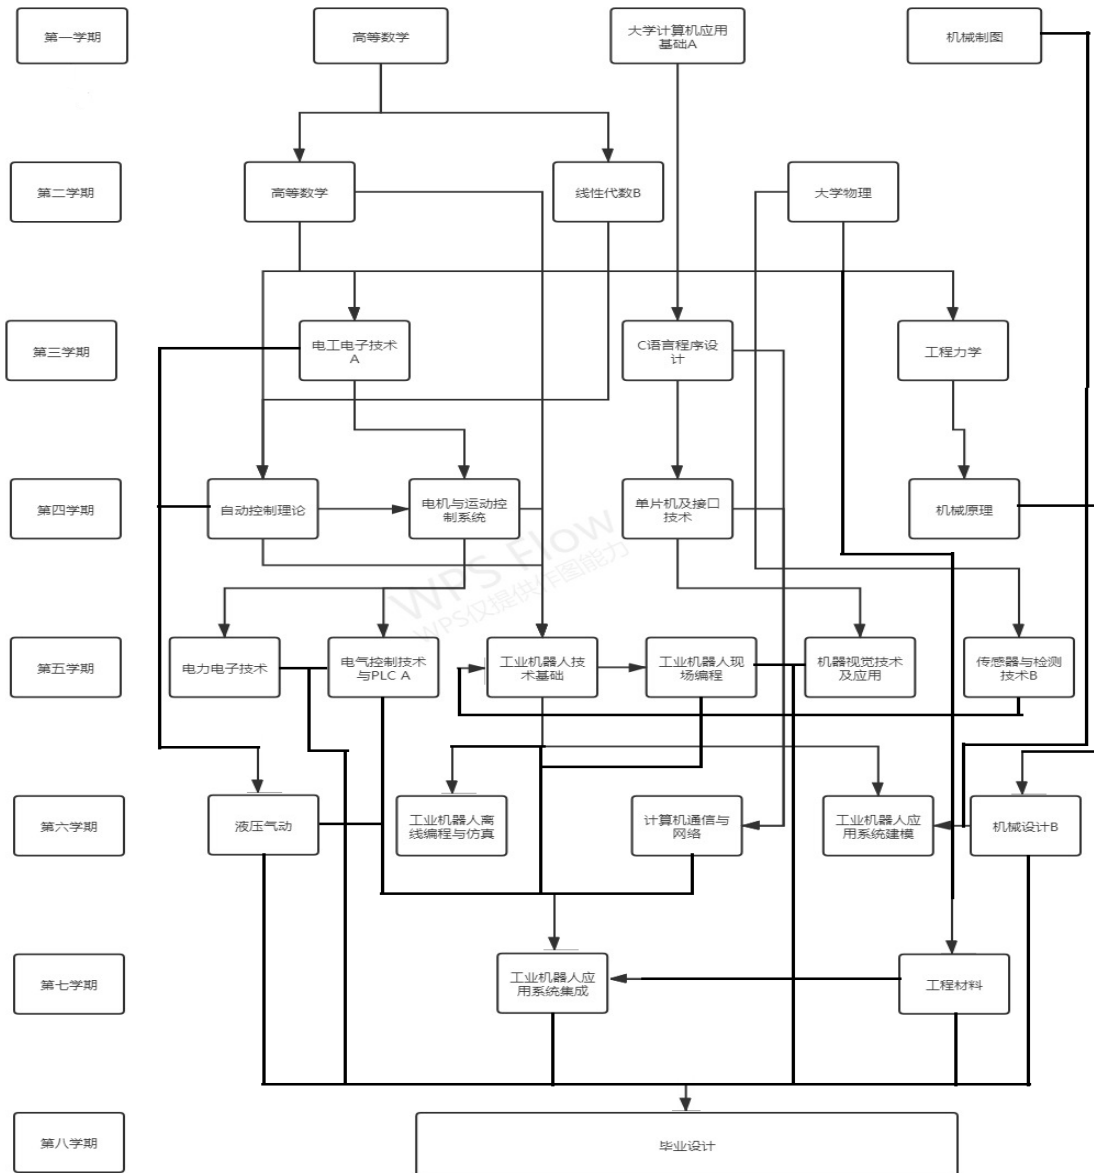 第一学期
高等数学
大学计算机应用
基础A
机械制图
第二学期
高等数学
线性代数B
大学物理
第三学期
电工电子技术
A
C语言程序设
计
工程力学
第四学期
自动控制理论
电机与运动控
制系统
单片机及接口
技术
机械原理
WPS Flow
WPS仅提供作图能力
第五学期
电力电子技术
电气控制技术
与PLC A
工业机器人技
术基础
工业机器人现
场编程
机器视觉技术
及应用
传感器与检测
技术B
第六学期
液压气动
工业机器人离
线编程与仿真
计算机通信与
网络
工业机器人应
用系统建模
机械设计B
第七学期
工业机器人应
用系统集成
工程材料
第八学期
毕业设计